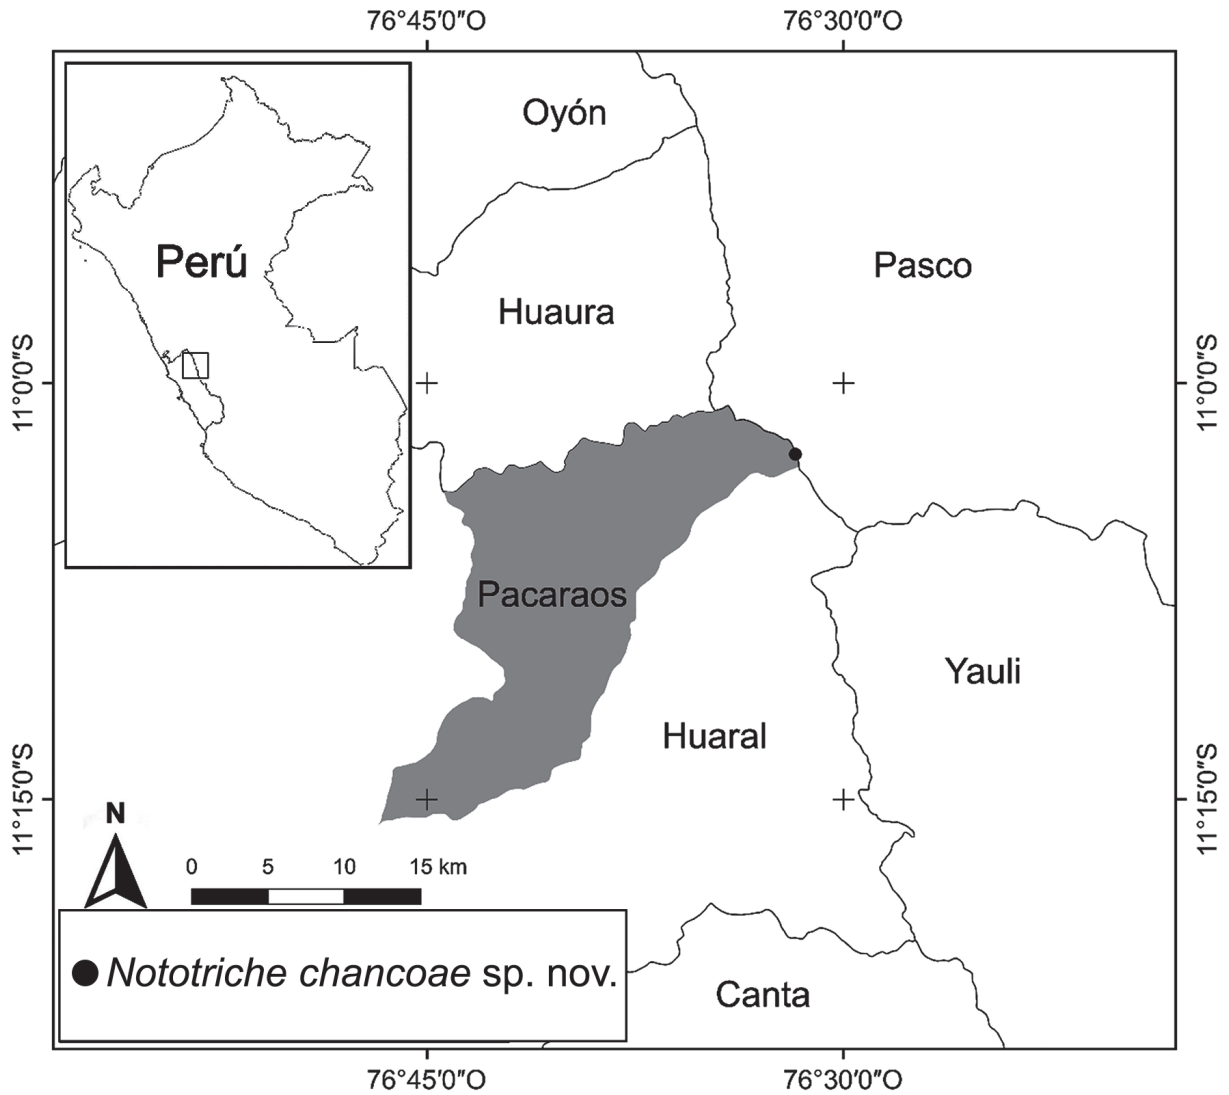 76°45′0″O
76°30′0″O
Oyón
Perú
Pasco
Huaura
11°0′0″S
11°0′0″S
Pacaraos
Yauli
Huaral
11°15′0″S
11°15′0″S
N
0 5 10 15 km
Nototriche chancoae sp. nov.
Canta
76°45′0″O
76°30′0″O